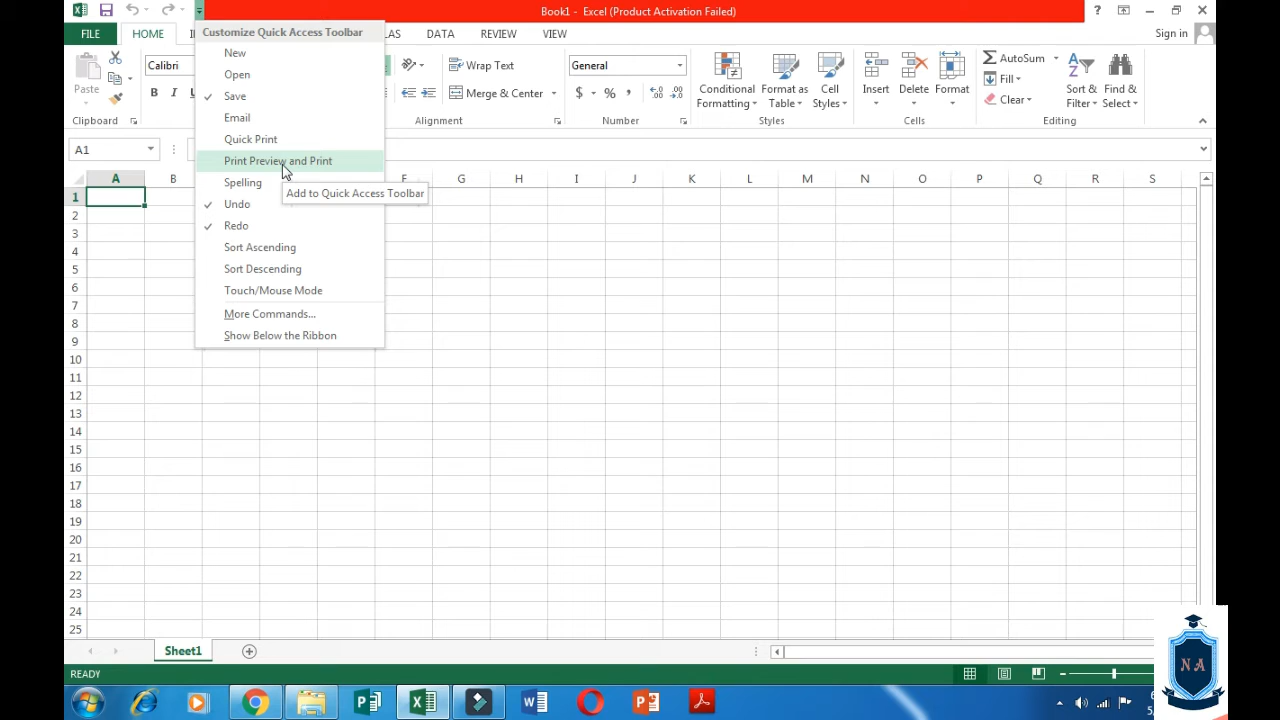 Book1 - Excel (Product Activation Failed)
FILE HOME DATA REVIEW VIEW Sign in
Customize Quick Access Toolbar
New
Open
Save
Email
Quick Print
Print Preview and Print
Spelling
Undo
Redo
Sort Ascending
Sort Descending
Touch/Mouse Mode
More Commands...
Show Below the Ribbon
Add to Quick Access Toolbar
Paste
Clipboard
Calibri
B I
Wrap Text
Merge & Center
Alignment
General
$ % ,
Number
Conditional Formatting
Format as Table
Cell Styles
Styles
Insert
Delete
Format
Cells
AutoSum
Fill
Clear
Sort & Filter
Find & Select
Editing
A1
A B G H I J K L M N O P Q R S
1
2
3
4
5
6
7
8
9
10
11
12
13
14
15
16
17
18
19
20
21
22
23
24
25
Sheet1
READY
N A